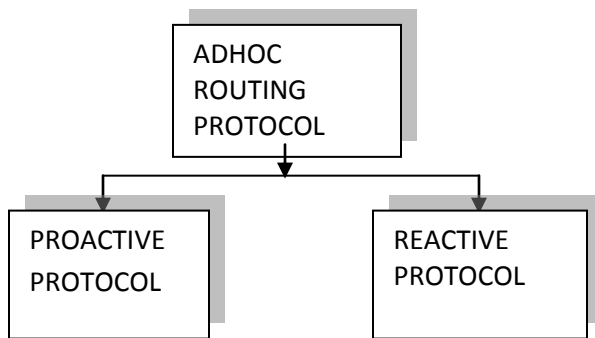 ADHOC
ROUTING
PROTOCOL
PROACTIVE
PROTOCOL
REACTIVE
PROTOCOL